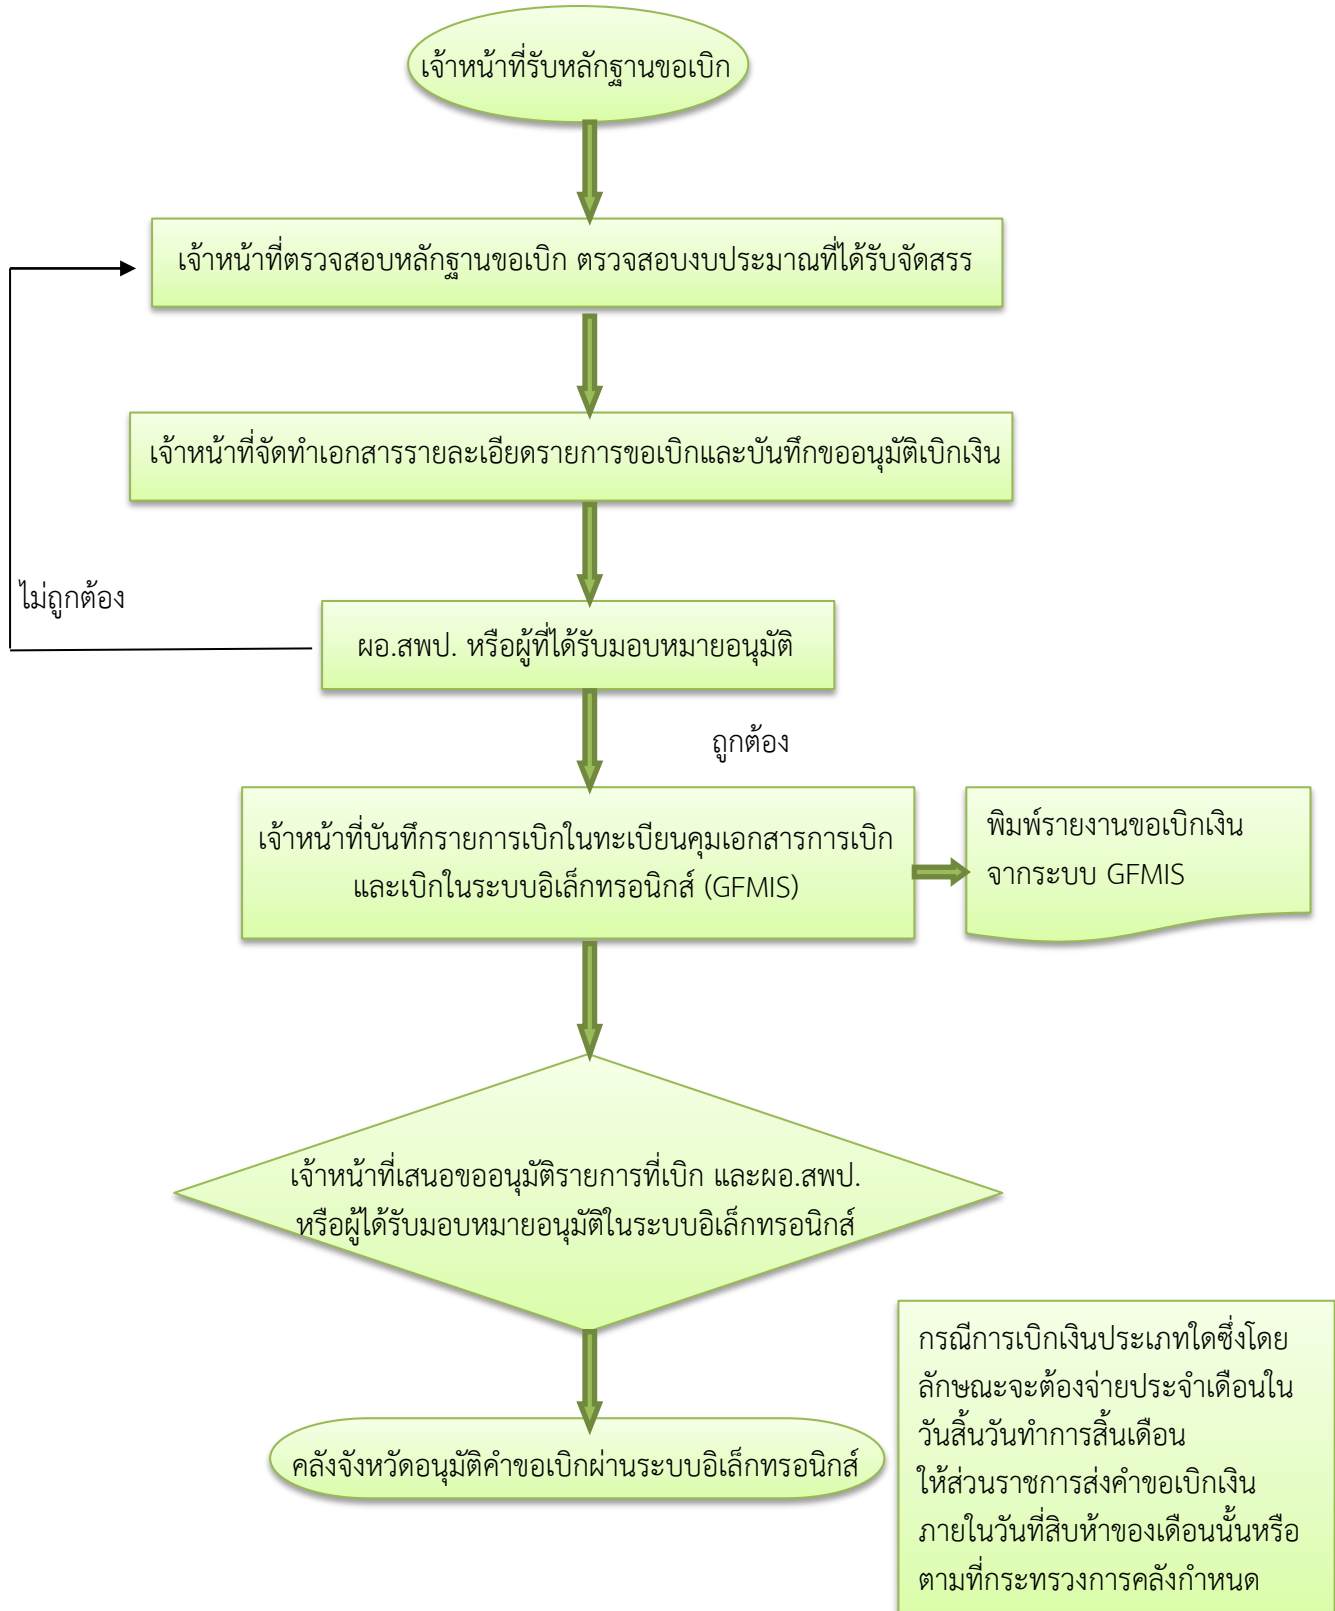 เจ้าหน้าที่รับหลักฐานขอเบิก
เจ้าหน้าที่ตรวจสอบหลักฐานขอเบิก ตรวจสอบงบประมาณที่ได้รับจัดสรร
เจ้าหน้าที่จัดทำเอกสารรายละเอียดรายการขอเบิกและบันทึกขออนุมัติเบิกเงิน
ไม่ถูกต้อง
ผอ.สพป. หรือผู้ที่ได้รับมอบหมายอนุมัติ
ถูกต้อง
เจ้าหน้าที่บันทึกรายการเบิกในทะเบียนคุมเอกสารการเบิก
และเบิกในระบบอิเล็กทรอนิกส์ (GFMIS)
พิมพ์รายงานขอเบิกเงิน
จากระบบ GFMIS
เจ้าหน้าที่เสนอขออนุมัติรายการที่เบิก และผอ.สพป.
หรือผู้ได้รับมอบหมายอนุมัติในระบบอิเล็กทรอนิกส์
คลังจังหวัดอนุมัติคำขอเบิกผ่านระบบอิเล็กทรอนิกส์
กรณีการเบิกเงินประเภทใดซึ่งโดย
ลักษณะจะต้องจ่ายประจำเดือนใน
วันสิ้นวันทำการสิ้นเดือน
ให้ส่วนราชการส่งคำขอเบิกเงิน
ภายในวันที่สิบห้าของเดือนนั้นหรือ
ตามที่กระทรวงการคลังกำหนด